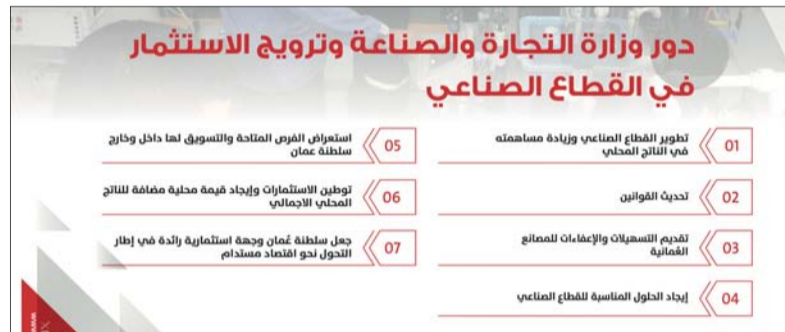 دور وزارة التجارة والصناعة وترويج الاستثمار
في القطاع الصناعي
01
تطوير القطاع الصناعي وزيادة مساهمته
في الناتج المحلي
02
تحديث القوانين
03
تقديم التسهيلات والإعفاءات للمصانع
العُمانية
04
إيجاد الحلول المناسبة للقطاع الصناعي
05
استعراض الفرص المتاحة والتسويق لها داخل وخارج
سلطنة عمان
06
توطين الاستثمارات وإيجاد قيمة محلية مضافة للناتج
المحلي الاجمالي
07
جعل سلطنة عُمان وجهة استثمارية رائدة في إطار
التحول نحو اقتصاد مستدام